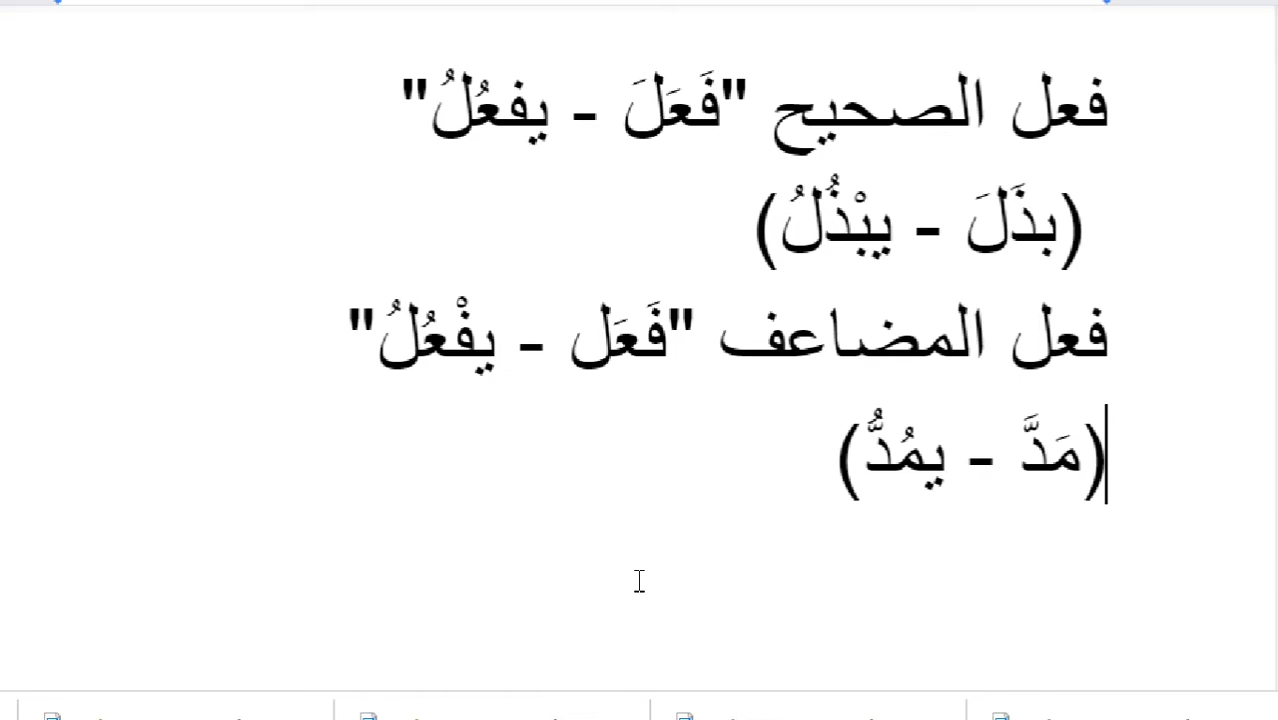 فعل الصحيح "فَعَلَ - يفعُلُ"
(بذَلَ - يبْذُلُ)
فعل المضاعف "فَعَل - يفْعُلُ"
(مَدَّ - يمُدُّ)